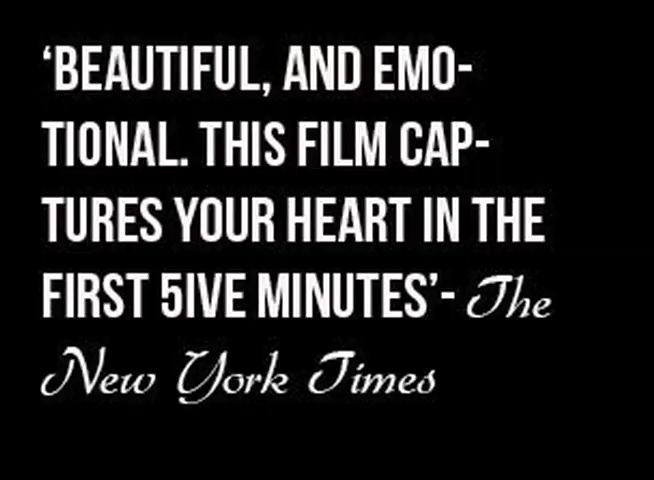 ‘BEAUTIFUL, AND EMO-
TIONAL. THIS FILM CAP-
TURES YOUR HEART IN THE
FIRST 5IVE MINUTES’- The
New York Times